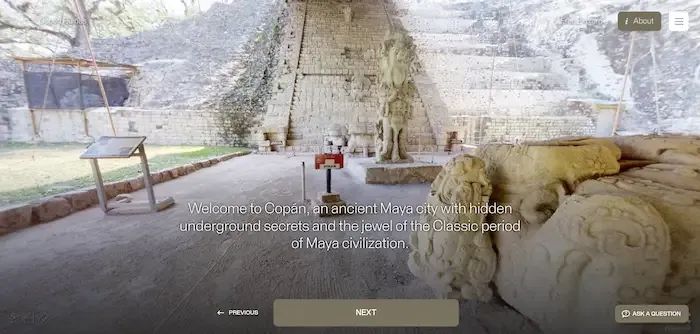 About
Welcome to Copán, an ancient Maya city with hidden
underground secrets and the jewel of the Classic period
of Maya civilization.
PREVIOUS
NEXT
ASK A QUESTION